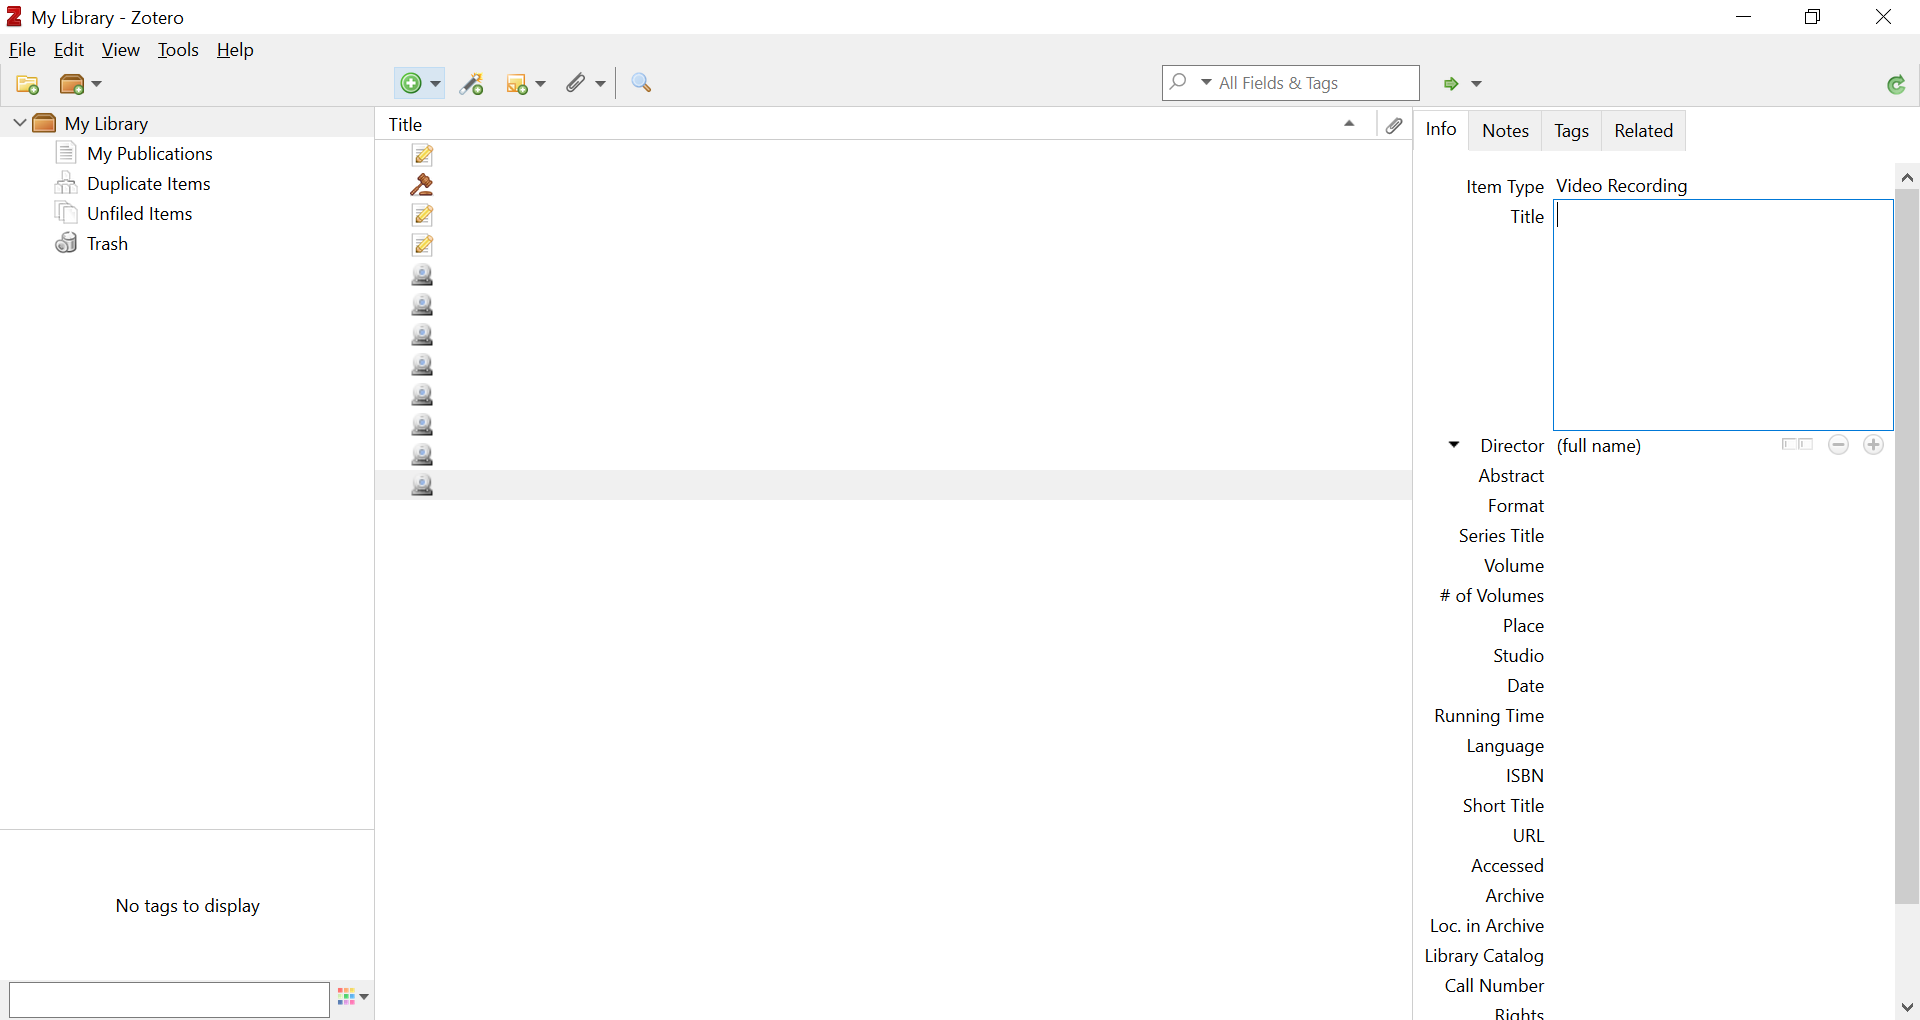 My Library - Zotero
File Edit View Tools Help
All Fields & Tags
My Library
My Publications
Duplicate Items
Unfiled Items
Trash
No tags to display
Title
Info Notes Tags Related
Item Type Video Recording
Title
Director (full name)
Abstract
Format
Series Title
Volume
# of Volumes
Place
Studio
Date
Running Time
Language
ISBN
Short Title
URL
Accessed
Archive
Loc. in Archive
Library Catalog
Call Number
Rights